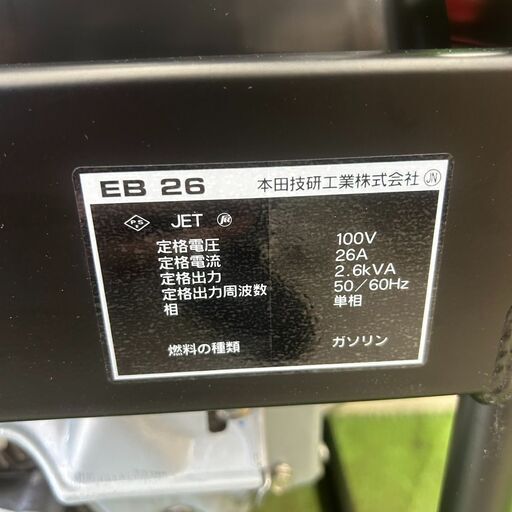 EB 26 本田技研工業株式会社 JN
PS E JET
定格電圧 100V
定格電流 26A
定格出力 2.6kVA
定格出力周波数 50/60Hz
相 単相
燃料の種類 ガソリン